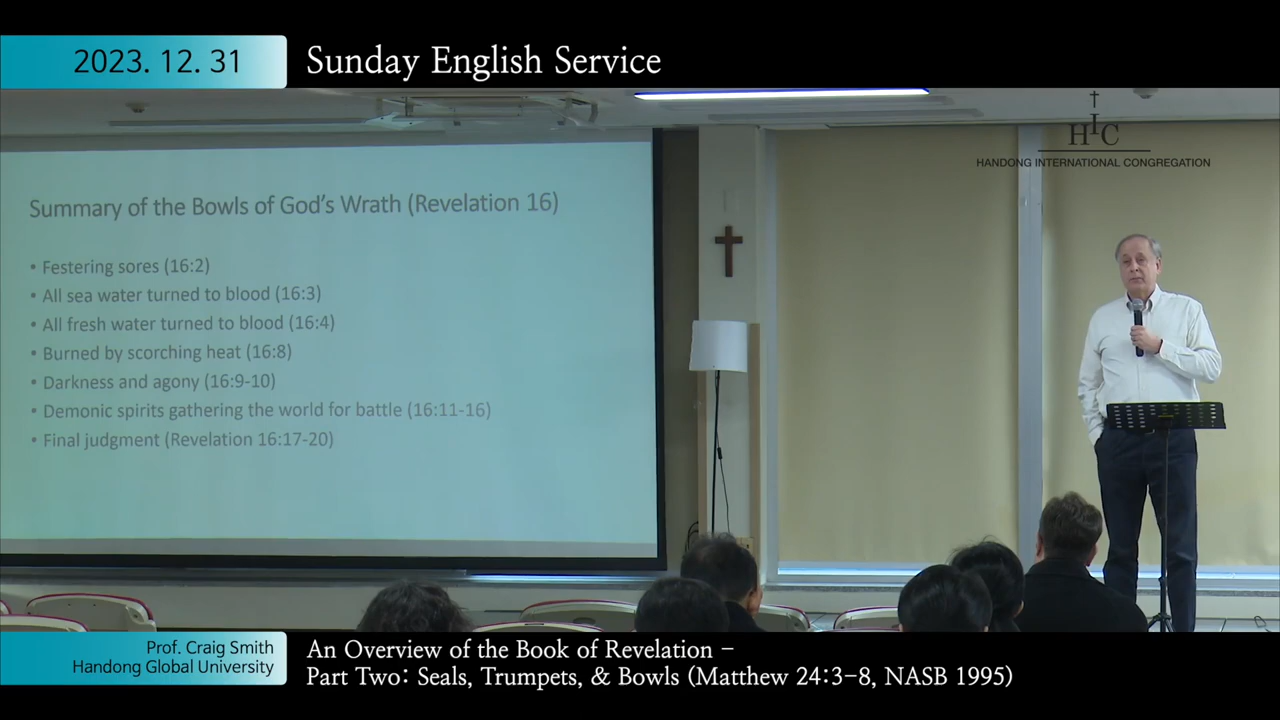 2023. 12. 31
Sunday English Service
HIC
HANDONG INTERNATIONAL CONGREGATION
Summary of the Bowls of God's Wrath (Revelation 16)
• Festering sores (16:2)
• All sea water turned to blood (16:3)
• All fresh water turned to blood (16:4)
• Burned by scorching heat (16:8)
• Darkness and agony (16:9-10)
• Demonic spirits gathering the world for battle (16:11-16)
• Final judgment (Revelation 16:17-20)
Prof. Craig Smith
Handong Global University
An Overview of the Book of Revelation –
Part Two: Seals, Trumpets, & Bowls (Matthew 24:3-8, NASB 1995)